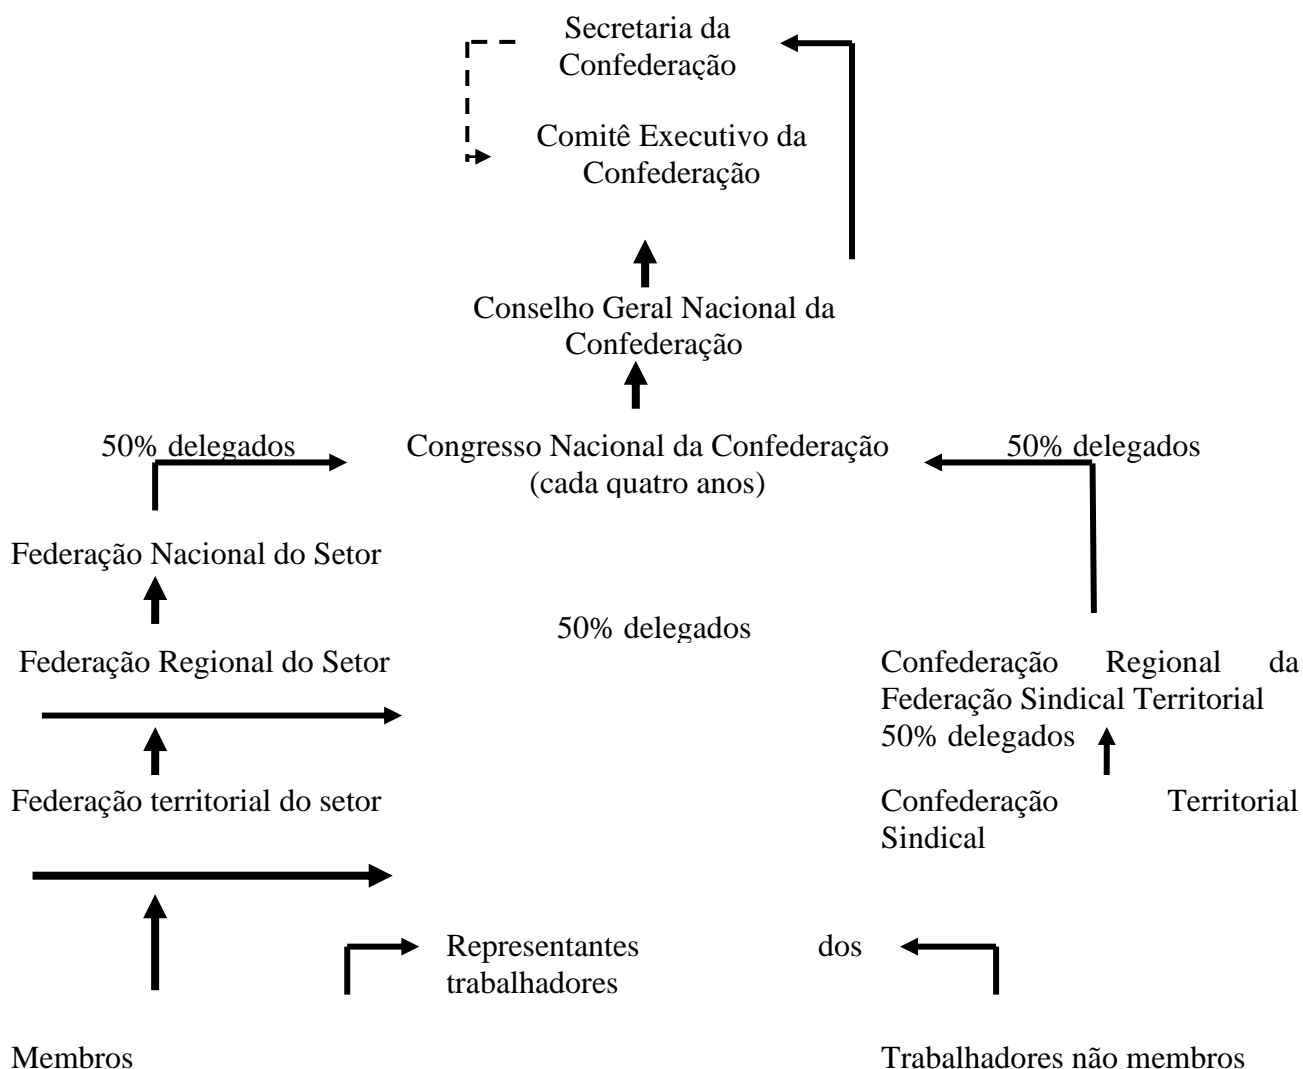 Secretaria da
Confederação
Comitê Executivo da
Confederação
Conselho Geral Nacional da
Confederação
50% delegados
Congresso Nacional da Confederação
(cada quatro anos)
50% delegados
Federação Nacional do Setor
50% delegados
Federação Regional do Setor
Confederação Regional da
Federação Sindical Territorial
50% delegados
Federação territorial do setor
Confederação Territorial
Sindical
Representantes dos
trabalhadores
Membros
Trabalhadores não membros